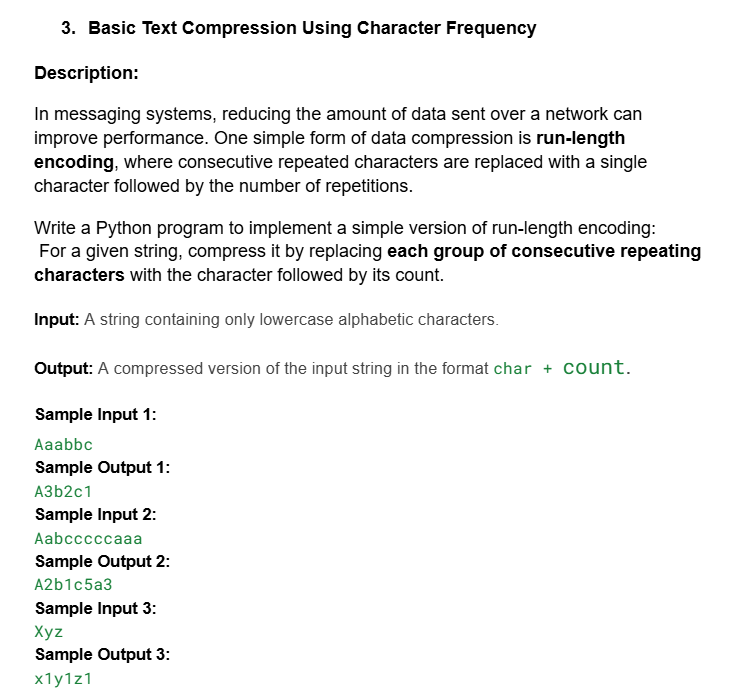 3. Basic Text Compression Using Character Frequency
Description:
In messaging systems, reducing the amount of data sent over a network can
improve performance. One simple form of data compression is run-length
encoding, where consecutive repeated characters are replaced with a single
character followed by the number of repetitions.
Write a Python program to implement a simple version of run-length encoding:
For a given string, compress it by replacing each group of consecutive repeating
characters with the character followed by its count.
Input: A string containing only lowercase alphabetic characters.
Output: A compressed version of the input string in the format char + count.
Sample Input 1:
Aaabbc
Sample Output 1:
A3b2c1
Sample Input 2:
Aabcccccaaa
Sample Output 2:
A2b1c5a3
Sample Input 3:
Xyz
Sample Output 3:
x1y1z1